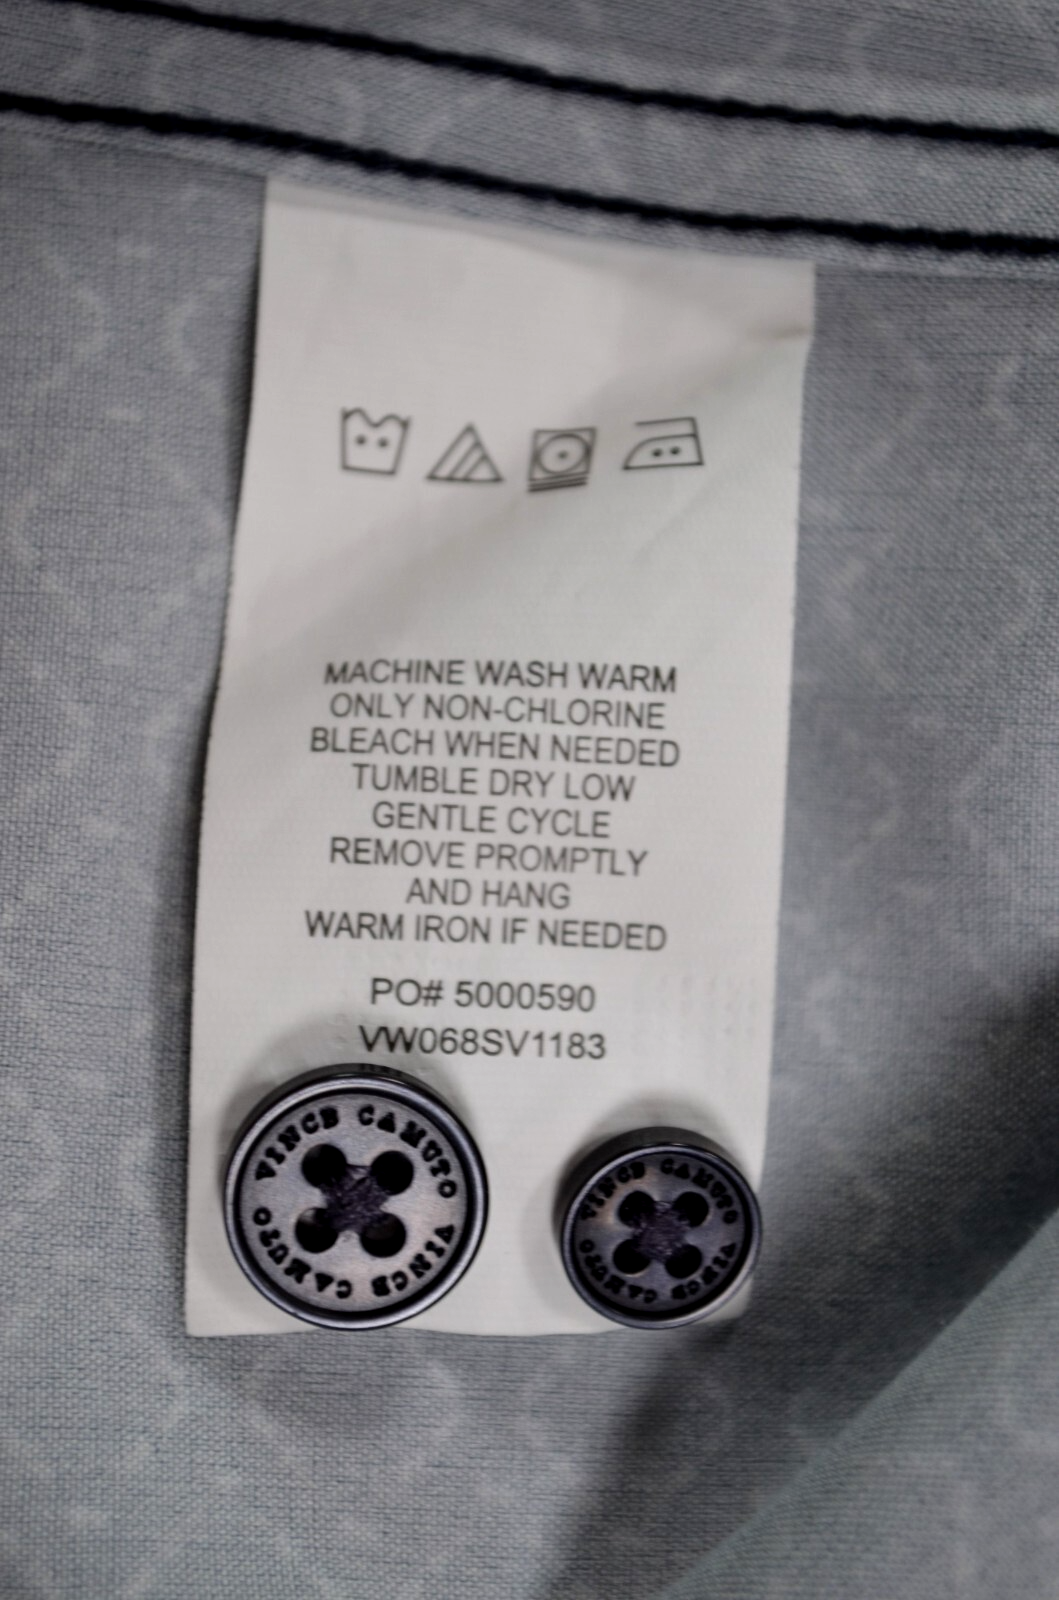 MACHINE WASH WARM
ONLY NON-CHLORINE
BLEACH WHEN NEEDED
TUMBLE DRY LOW
GENTLE CYCLE
REMOVE PROMPTLY
AND HANG
WARM IRON IF NEEDED
PO# 5000590
VW068SV1183
VINCE CAMUTO VINCE CAMUTO
VINCE CAMUTO VINCE CAMUTO